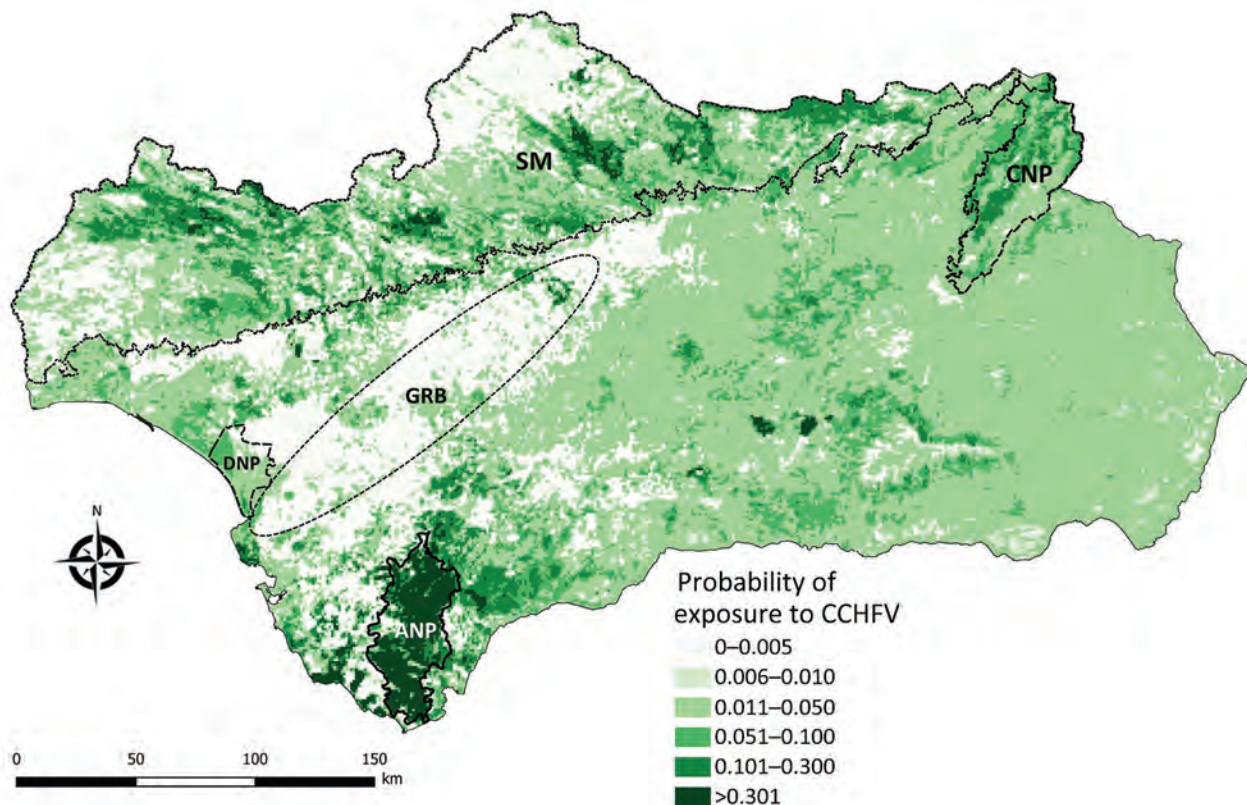 SM
CNP
GRB
DNP
N
ANP
Probability of
exposure to CCHFV
0–0.005
0.006–0.010
0.011–0.050
0.051–0.100
0.101–0.300
>0.301
0 50 100 150
km